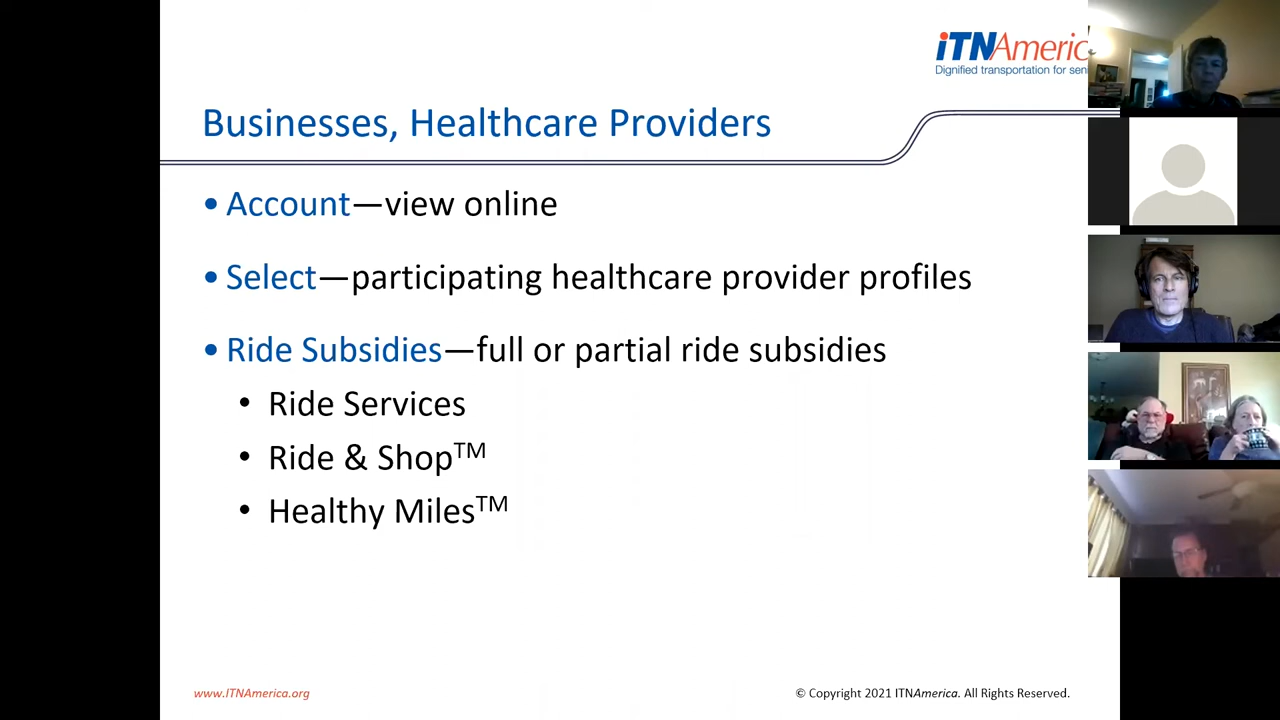 iTNAmeric
Dignified transportation for sen
Businesses, Healthcare Providers
• Account—view online
• Select—participating healthcare provider profiles
• Ride Subsidies—full or partial ride subsidies
• Ride Services
• Ride & Shop™
• Healthy Miles™
www.ITNAmerica.org
© Copyright 2021 ITNAmerica. All Rights Reserved.